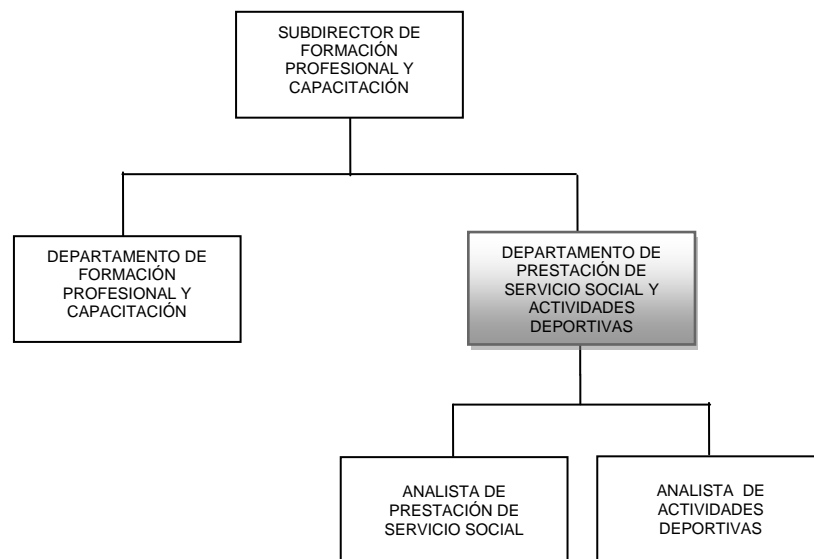 SUBDIRECTOR DE
FORMACIÓN
PROFESIONAL Y
CAPACITACIÓN
DEPARTAMENTO DE
FORMACIÓN
PROFESIONAL Y
CAPACITACIÓN
DEPARTAMENTO DE
PRESTACIÓN DE
SERVICIO SOCIAL Y
ACTIVIDADES
DEPORTIVAS
ANALISTA DE
PRESTACIÓN DE
SERVICIO SOCIAL
ANALISTA DE
ACTIVIDADES
DEPORTIVAS